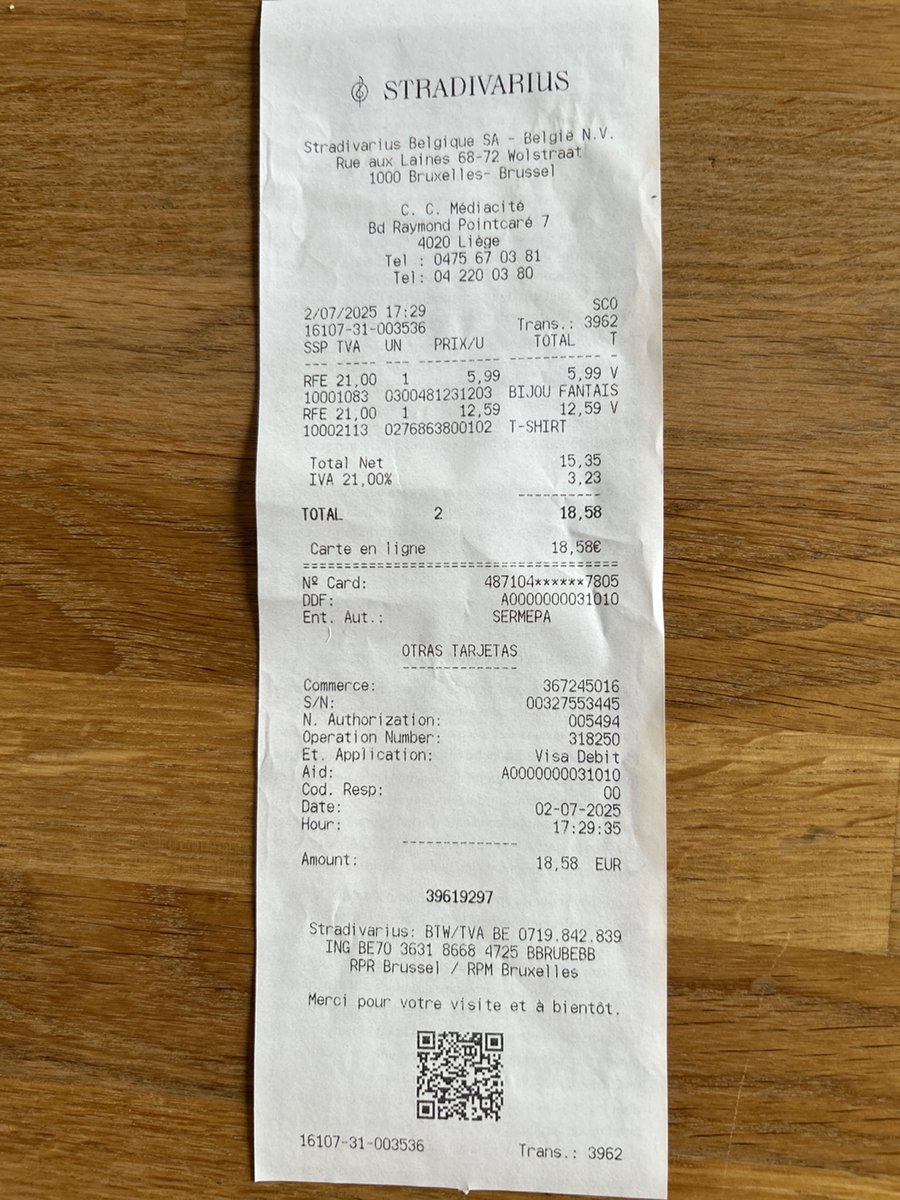 STRADIVARIUS
Stradivarius Belgique SA - België N.V.
Rue aux Laines 68-72 Wolstraat
1000 Bruxelles- Brussel
C. C. Médiacité
Bd Raymond Pointcaré 7
4020 Liège
Tel : 0475 67 03 81
Tel: 04 220 03 80
2/07/2025 17:29 SCO
16107-31-003536 Trans.: 3962
SSP TVA UN PRIX/U TOTAL T
--- ----- --- ------ ----------- -
RFE 21,00 1 5,99 5,99 V
10001083 0300481231203 BIJOU FANTAIS
RFE 21,00 1 12,59 12,59 V
10002113 0276863800102 T-SHIRT
Total Net 15,35
IVA 21,00% 3,23
----------
TOTAL 2 18,58
Carte en ligne 18,58€
======================================
Nº Card: 487104******7805
DDF: A0000000031010
Ent. Aut.: SERMEPA
OTRAS TARJETAS
--------------
Commerce: 367245016
S/N: 00327553445
N. Authorization: 005494
Operation Number: 318250
Et. Application: Visa Debit
Aid: A0000000031010
Cod. Resp: 00
Date: 02-07-2025
Hour: 17:29:35
--------------
Amount: 18,58 EUR
39619297
Stradivarius: BTW/TVA BE 0719.842.839
ING BE70 3631 8668 4725 BBRUBEBB
RPR Brussel / RPM Bruxelles
Merci pour votre visite et à bientôt.
16107-31-003536 Trans.: 3962